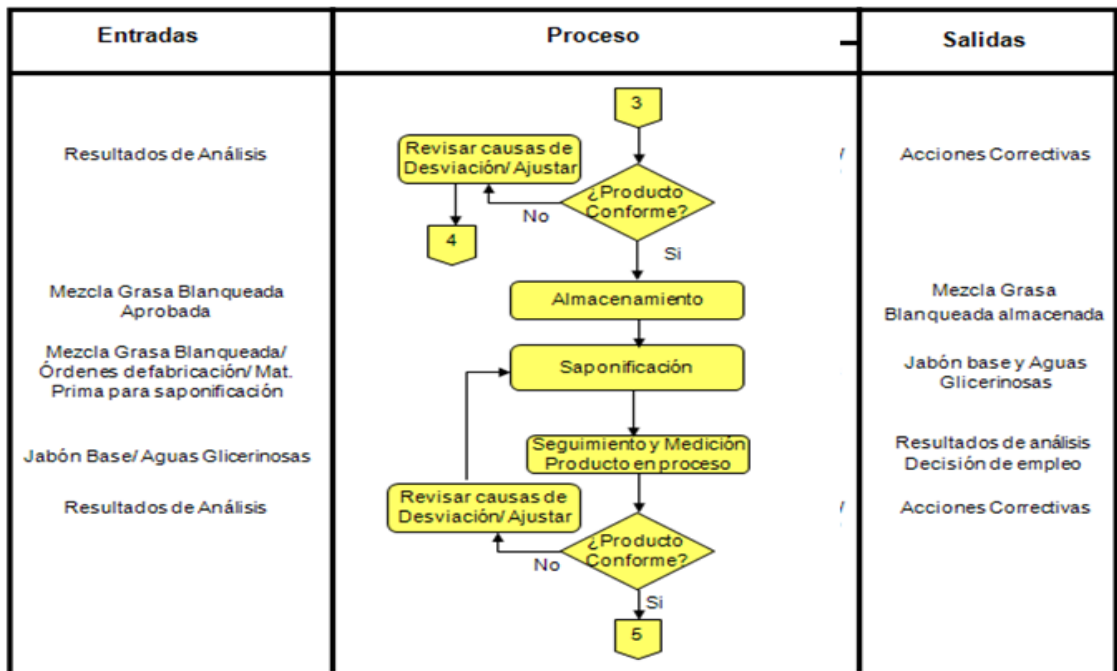 Entradas
Proceso
Salidas
3
Resultados de Análisis
Revisar causas de
Desviación/ Ajustar
¿Producto
Conforme?
No
Si
4
Acciones Correctivas
Mezcla Grasa Blanqueada
Aprobada
Almacenamiento
Mezcla Grasa
Blanqueada almacenada
Mezcla Grasa Blanqueada/
Órdenes defabricación/ Mat.
Prima para saponificación
Saponificación
Jabón base y Aguas
Glicerinosas
Jabón Base/ Aguas Glicerinosas
Seguimiento y Medición
Producto en proceso
Resultados de análisis
Decisión de empleo
Resultados de Análisis
Revisar causas de
Desviación/ Ajustar
¿Producto
Conforme?
No
Si
Acciones Correctivas
5